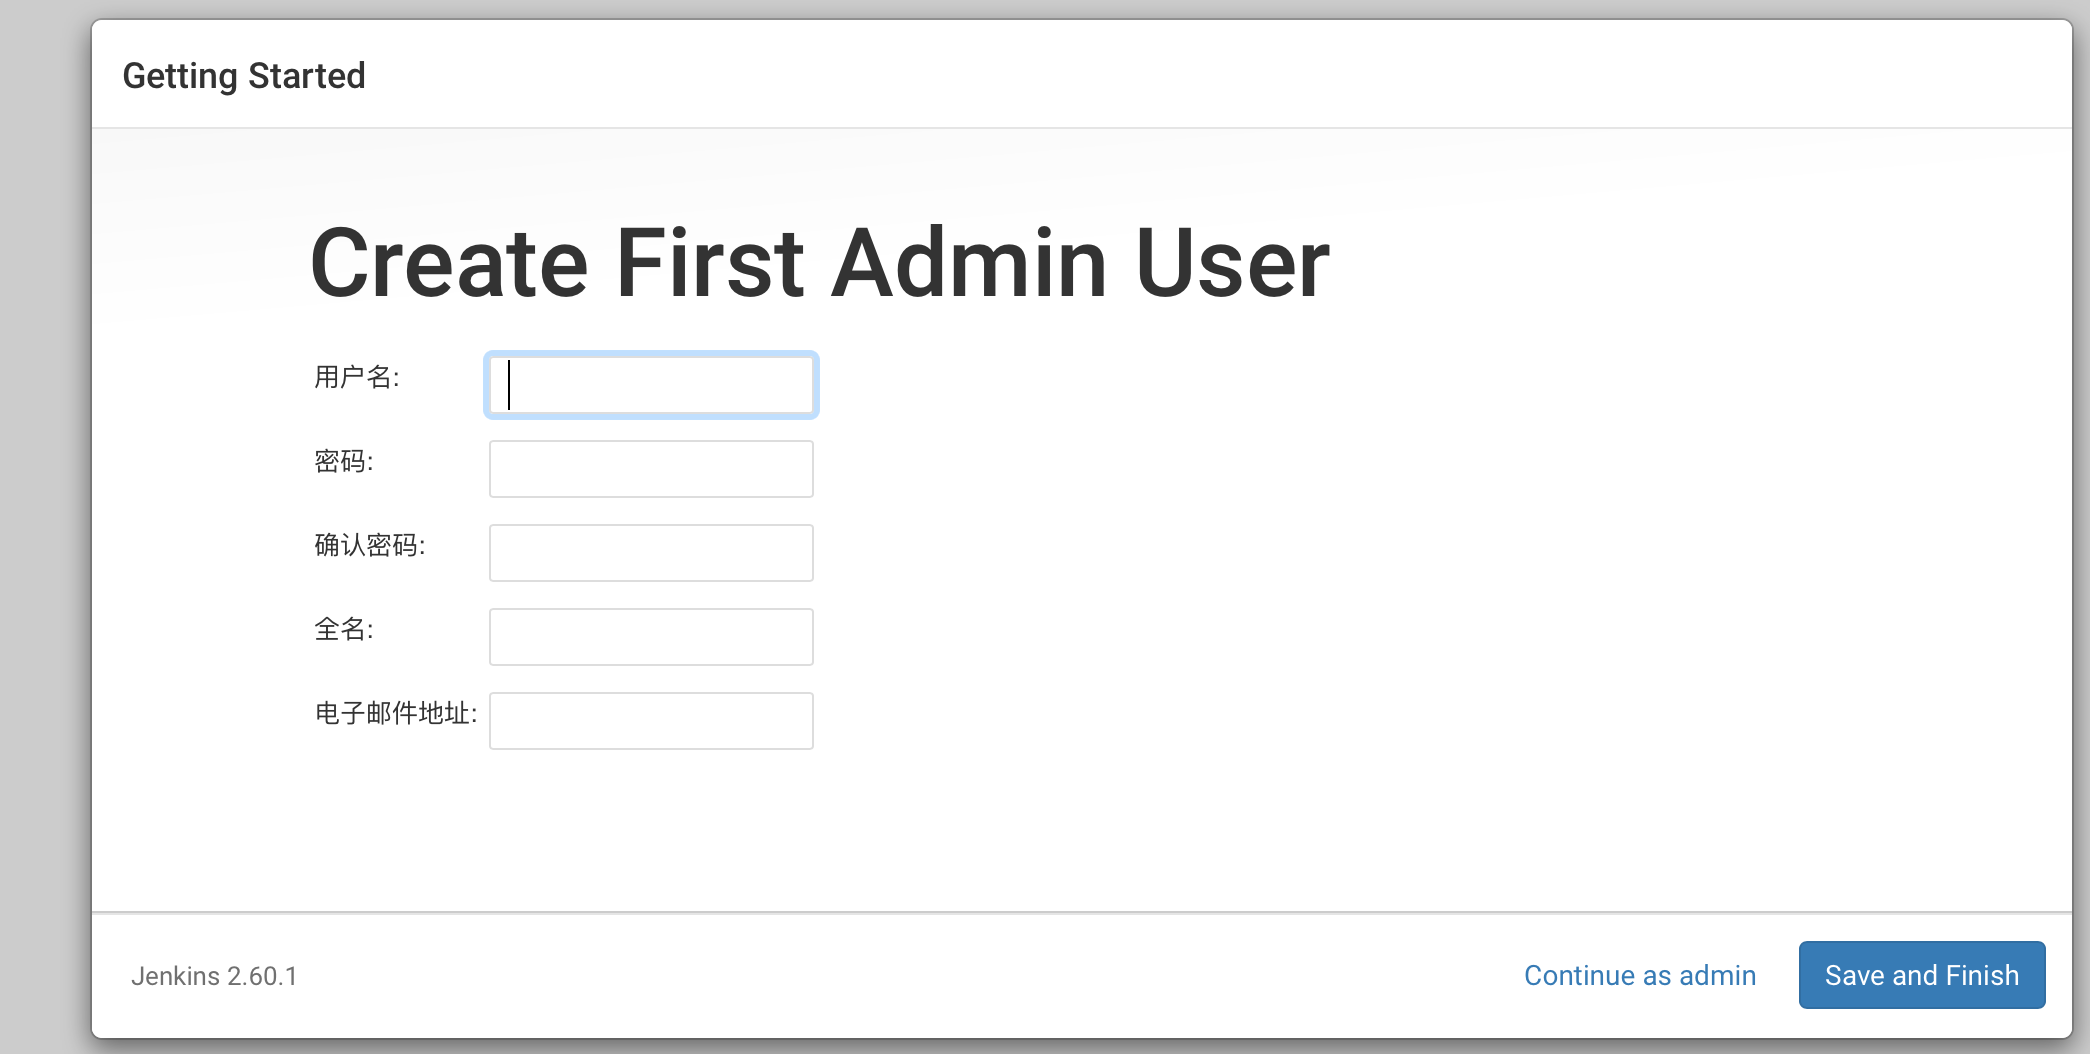 Getting Started
Create First Admin User
用户名:
密码:
确认密码:
全名:
电子邮件地址:
Jenkins 2.60.1
Continue as admin
Save and Finish